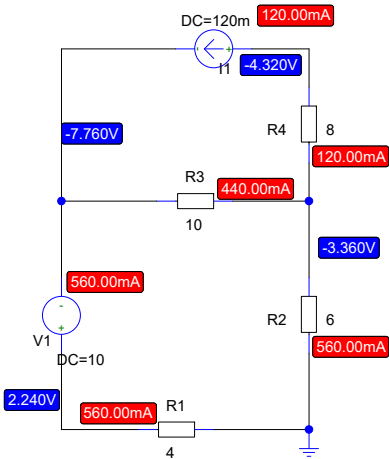 120.00mA
DC=120m
-4.320V
I1
-7.760V
R4
8
120.00mA
R3
440.00mA
10
-3.360V
560.00mA
V1
DC=10
R2
6
560.00mA
2.240V
560.00mA
R1
4